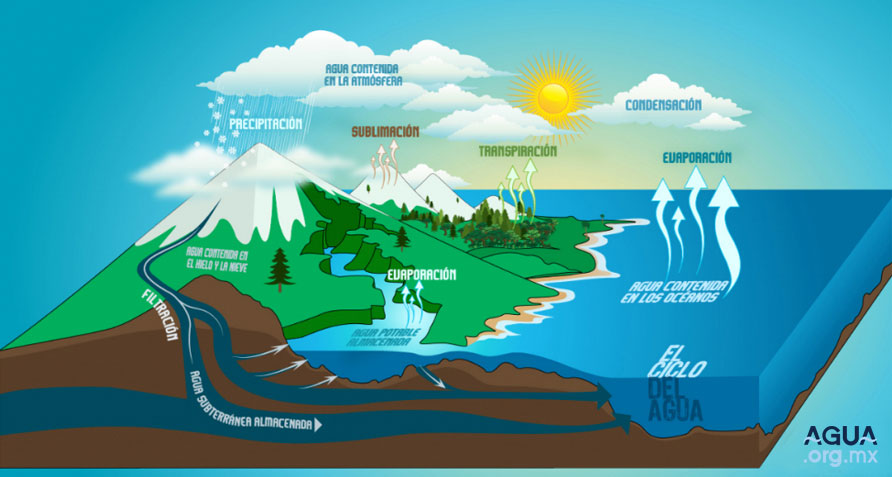 AGUA CONTENIDA
EN LA ATMÓSFERA
CONDENSACIÓN
PRECIPITACIÓN
SUBLIMACIÓN
TRANSPIRACIÓN
EVAPORACIÓN
AGUA CONTENIDA EN
EL HIELO Y LA NIEVE
EVAPORACIÓN
AGUA CONTENIDA
EN LOS OCÉANOS
FILTRACIÓN
AGUA POTABLE
ALMACENADA
AGUA SUBTERRÁNEA ALMACENADA
EL
CICLO
DEL
AGUA
AGUA
.org.mx